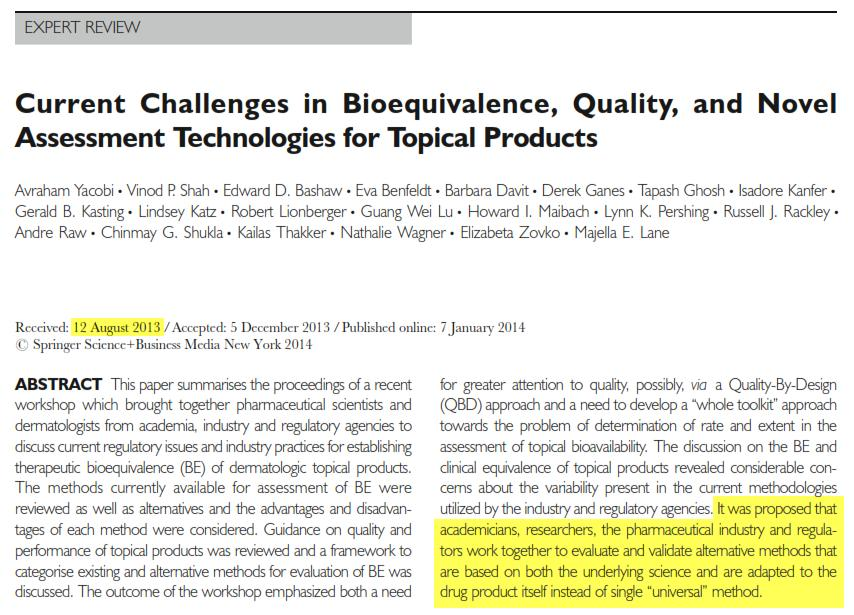 EXPERT REVIEW
Current Challenges in Bioequivalence, Quality, and Novel
Assessment Technologies for Topical Products
Avraham Yacobi • Vinod P. Shah • Edward D. Bashaw • Eva Benfeldt • Barbara Davit • Derek Ganes • Tapash Ghosh • Isadore Kanfer •
Gerald B. Kasting • Lindsey Katz • Robert Lionberger • Guang Wei Lu • Howard I. Maibach • Lynn K. Pershing • Russell J. Rackley •
Andre Raw • Chinmay G. Shukla • Kailas Thakker • Nathalie Wagner • Elizabeta Zovko • Majella E. Lane
Received: 12 August 2013 / Accepted: 5 December 2013 / Published online: 7 January 2014
© Springer Science+Business Media New York 2014
ABSTRACT This paper summarises the proceedings of a recent
workshop which brought together pharmaceutical scientists and
dermatologists from academia, industry and regulatory agencies to
discuss current regulatory issues and industry practices for establishing
therapeutic bioequivalence (BE) of dermatologic topical products.
The methods currently available for assessment of BE were
reviewed as well as alternatives and the advantages and disadvan-
tages of each method were considered. Guidance on quality and
performance of topical products was reviewed and a framework to
categorise existing and alternative methods for evaluation of BE was
discussed. The outcome of the workshop emphasized both a need
for greater attention to quality, possibly, via a Quality-By-Design
(QBD) approach and a need to develop a “whole toolkit” approach
towards the problem of determination of rate and extent in the
assessment of topical bioavailability. The discussion on the BE and
clinical equivalence of topical products revealed considerable con-
cerns about the variability present in the current methodologies
utilized by the industry and regulatory agencies. It was proposed that
academicians, researchers, the pharmaceutical industry and regula-
tors work together to evaluate and validate alternative methods that
are based on both the underlying science and are adapted to the
drug product itself instead of single “universal” method.